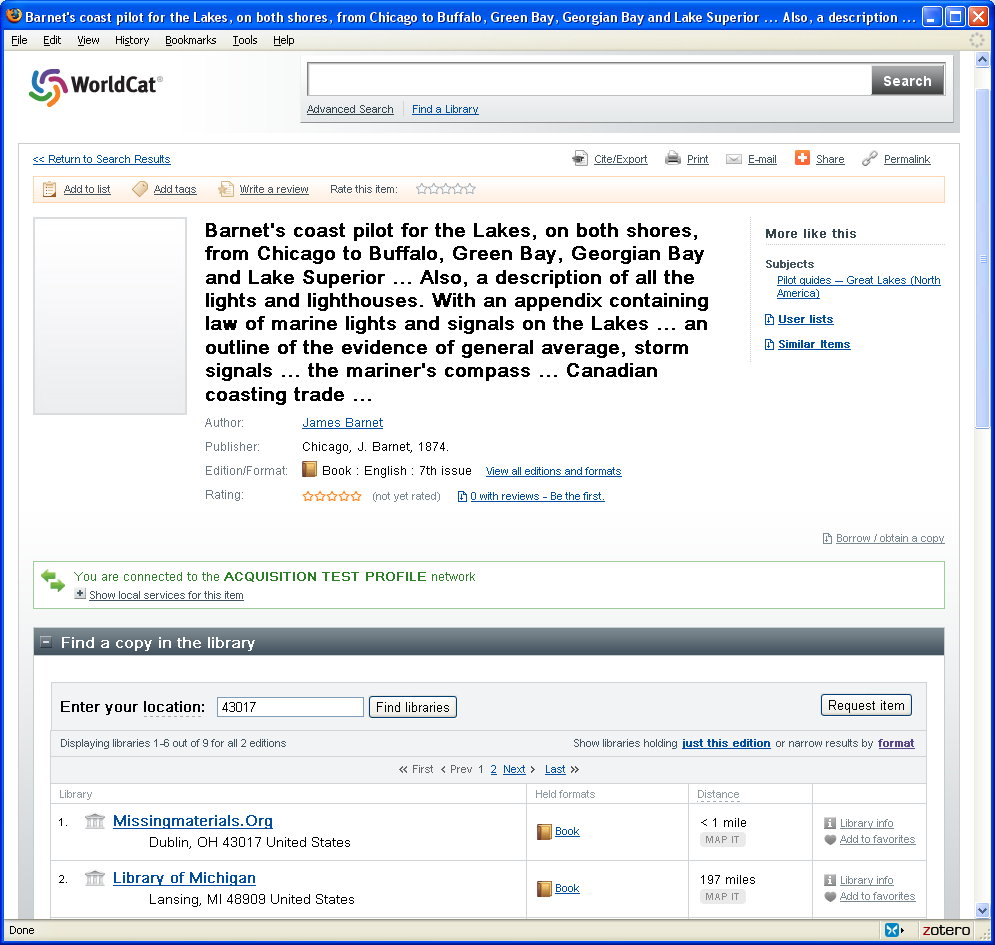 Barnet's coast pilot for the Lakes, on both shores, from Chicago to Buffalo, Green Bay, Georgian Bay and Lake Superior ... Also, a description ...
File Edit View History Bookmarks Tools Help
WorldCat®
Search
Advanced Search Find a Library
<< Return to Search Results Cite/Export Print E-mail Share Permalink
Add to list Add tags Write a review Rate this item:
Barnet's coast pilot for the Lakes, on both shores,
from Chicago to Buffalo, Green Bay, Georgian Bay
and Lake Superior ... Also, a description of all the
lights and lighthouses. With an appendix containing
law of marine lights and signals on the Lakes ... an
outline of the evidence of general average, storm
signals ... the mariner's compass ... Canadian
coasting trade ...
More like this
Subjects
Pilot guides -- Great Lakes (North
America)
User lists
Similar Items
Author: James Barnet
Publisher: Chicago, J. Barnet, 1874.
Edition/Format: Book : English : 7th issue View all editions and formats
Rating: (not yet rated) 0 with reviews - Be the first.
Borrow / obtain a copy
You are connected to the ACQUISITION TEST PROFILE network
Show local services for this item
Find a copy in the library
Enter your location: 43017 Find libraries Request item
Displaying libraries 1-6 out of 9 for all 2 editions Show libraries holding just this edition or narrow results by format
<< First < Prev 1 2 Next > Last >>
Library Held formats Distance
1. Missingmaterials.Org Book < 1 mile Library info
Dublin, OH 43017 United States MAP IT Add to favorites
2. Library of Michigan Book 197 miles Library info
Lansing, MI 48909 United States MAP IT Add to favorites
Done zotero